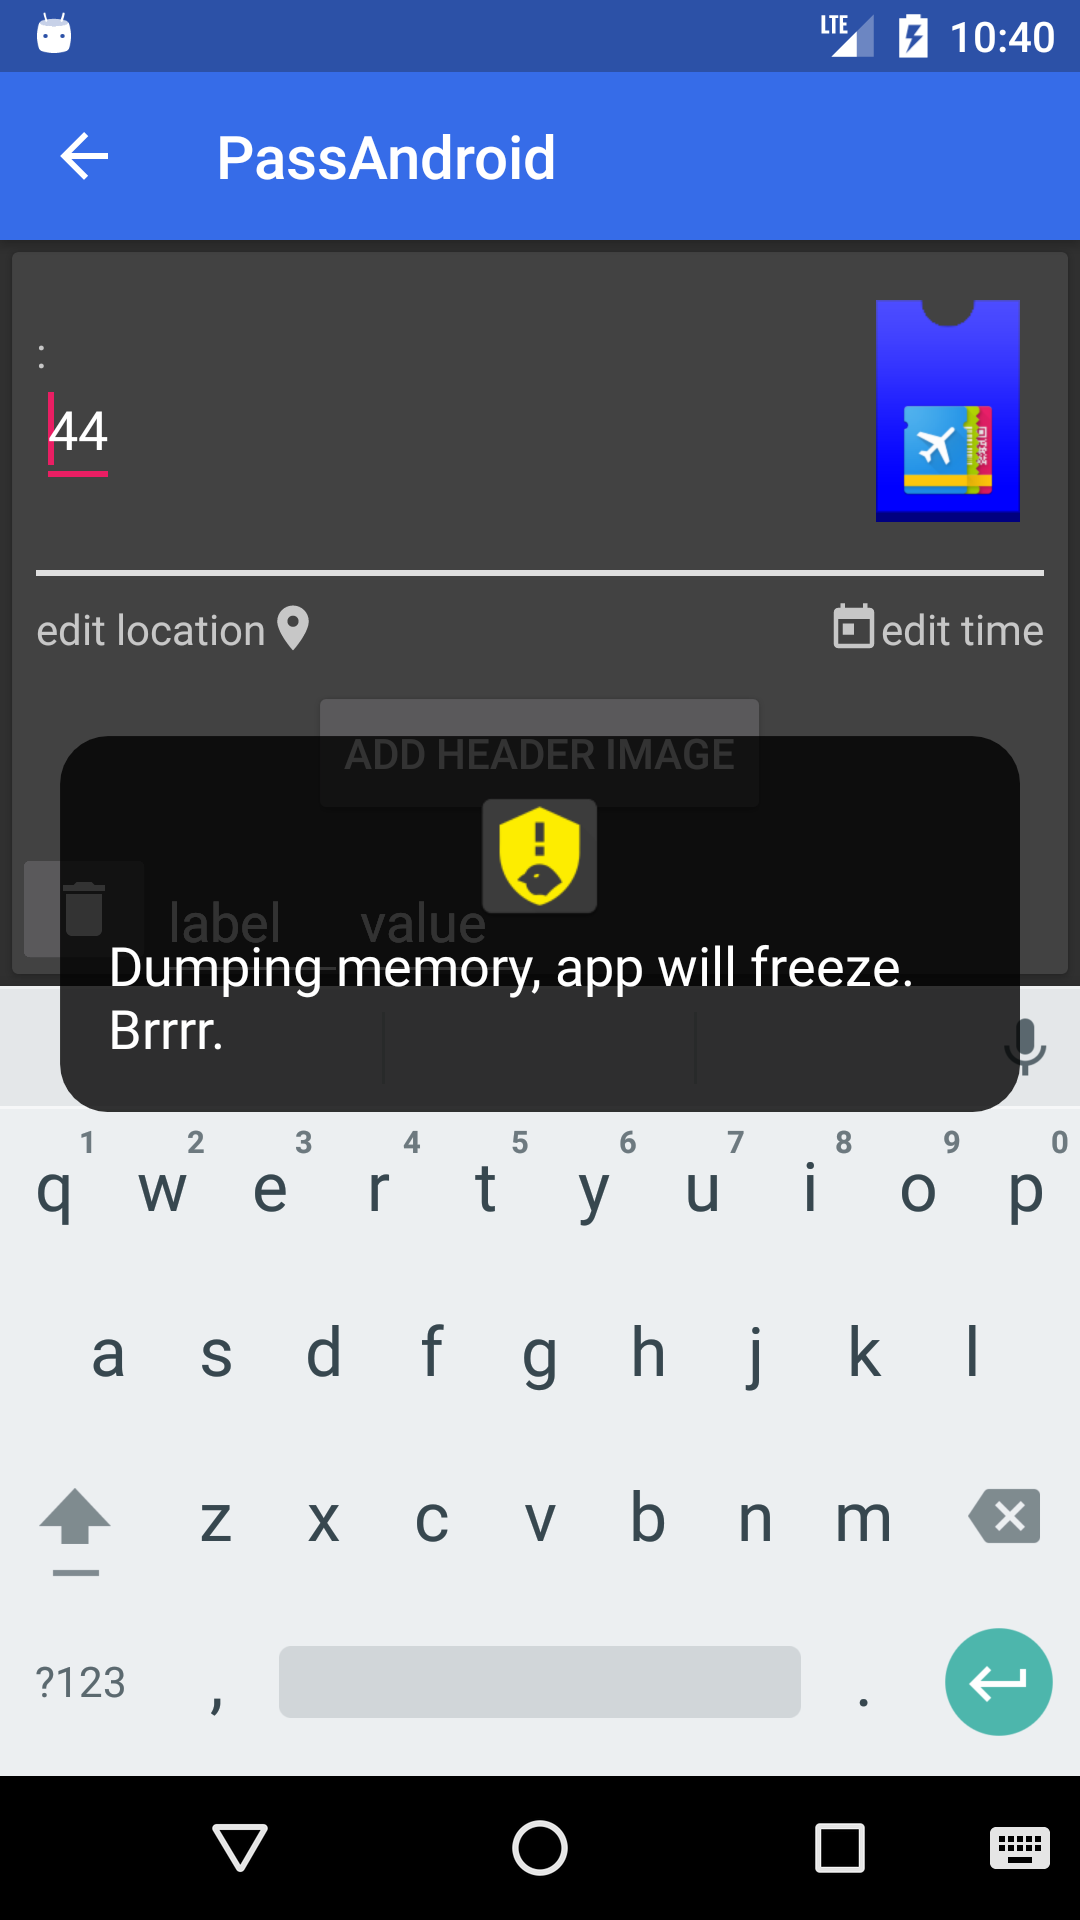 LTE 10:40
PassAndroid
:
44
edit location
edit time
ADD HEADER IMAGE
label value
Dumping memory, app will freeze.
Brrrr.
1 2 3 4 5 6 7 8 9 0
q w e r t y u i o p
a s d f g h j k l
z x c v b n m
?123 , .